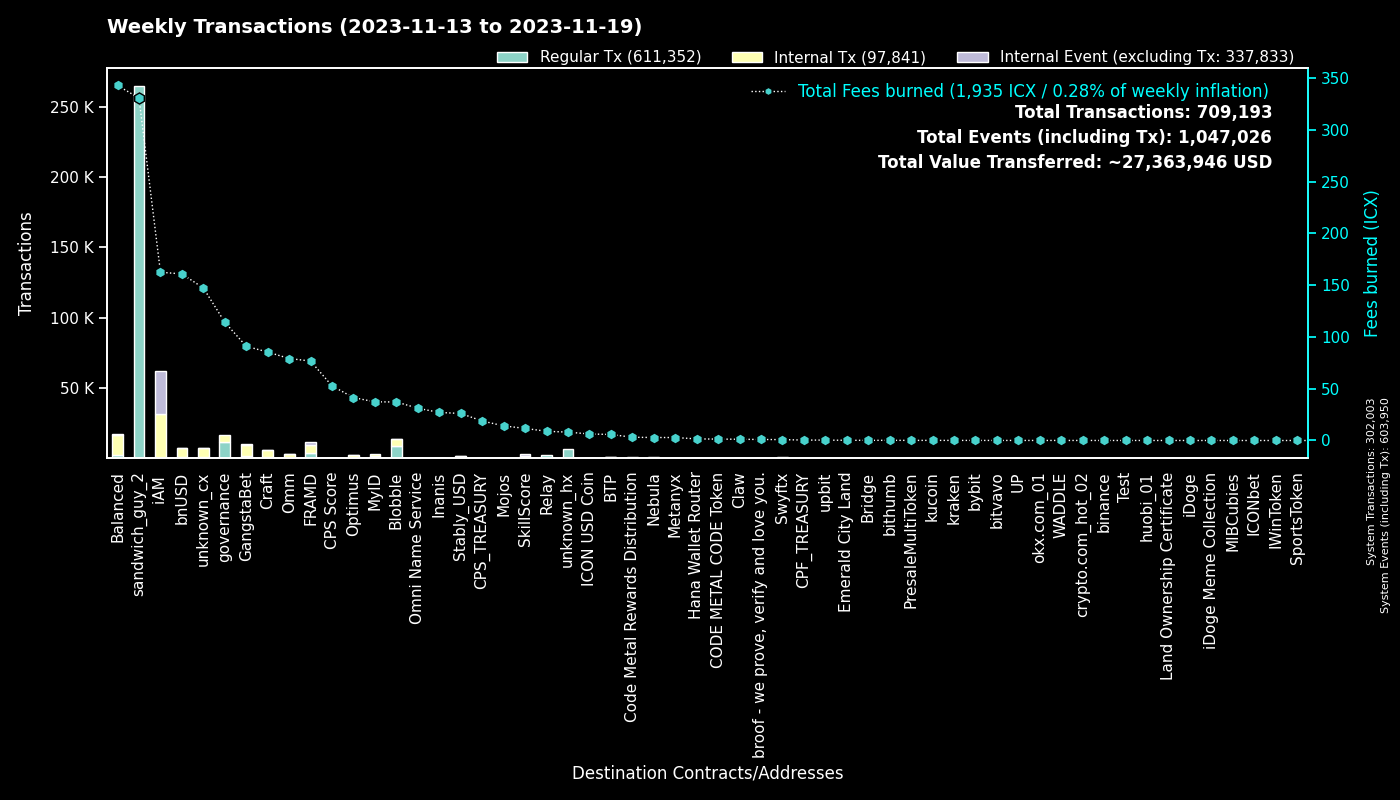 Weekly Transactions (2023-11-13 to 2023-11-19)
Regular Tx (611,352)
Internal Tx (97,841)
Internal Event (excluding Tx: 337,833)
Total Fees burned (1,935 ICX / 0.28% of weekly inflation)
Total Transactions: 709,193
Total Events (including Tx): 1,047,026
Total Value Transferred: ~27,363,946 USD
Transactions
250 K
200 K
150 K
100 K
50 K
350
300
250
200
150
100
50
0
Fees burned (ICX)
System Transactions: 302,003
System Events (including Tx): 603,950
Balanced
sandwich_guy_2
iAM
bnUSD
unknown_cx
governance
GangstaBet
Craft
Omm
FRAMD
CPS Score
Optimus
MyID
Blobble
Omni Name Service
Inanis
Stably_USD
CPS_TREASURY
Mojos
SkillScore
Relay
unknown_hx
ICON USD Coin
BTP
Code Metal Rewards Distribution
Nebula
Metanyx
Hana Wallet Router
CODE METAL CODE Token
Claw
broof - we prove, verify and love you.
Swyftx
CPF_TREASURY
upbit
Emerald City Land
Bridge
bithumb
PresaleMultiToken
kucoin
kraken
bybit
bitvavo
UP
okx.com_01
WADDLE
crypto.com_hot_02
binance
Test
huobi_01
Land Ownership Certificate
iDoge
iDoge Meme Collection
MIBCubies
ICONbet
IWinToken
SportsToken
Destination Contracts/Addresses